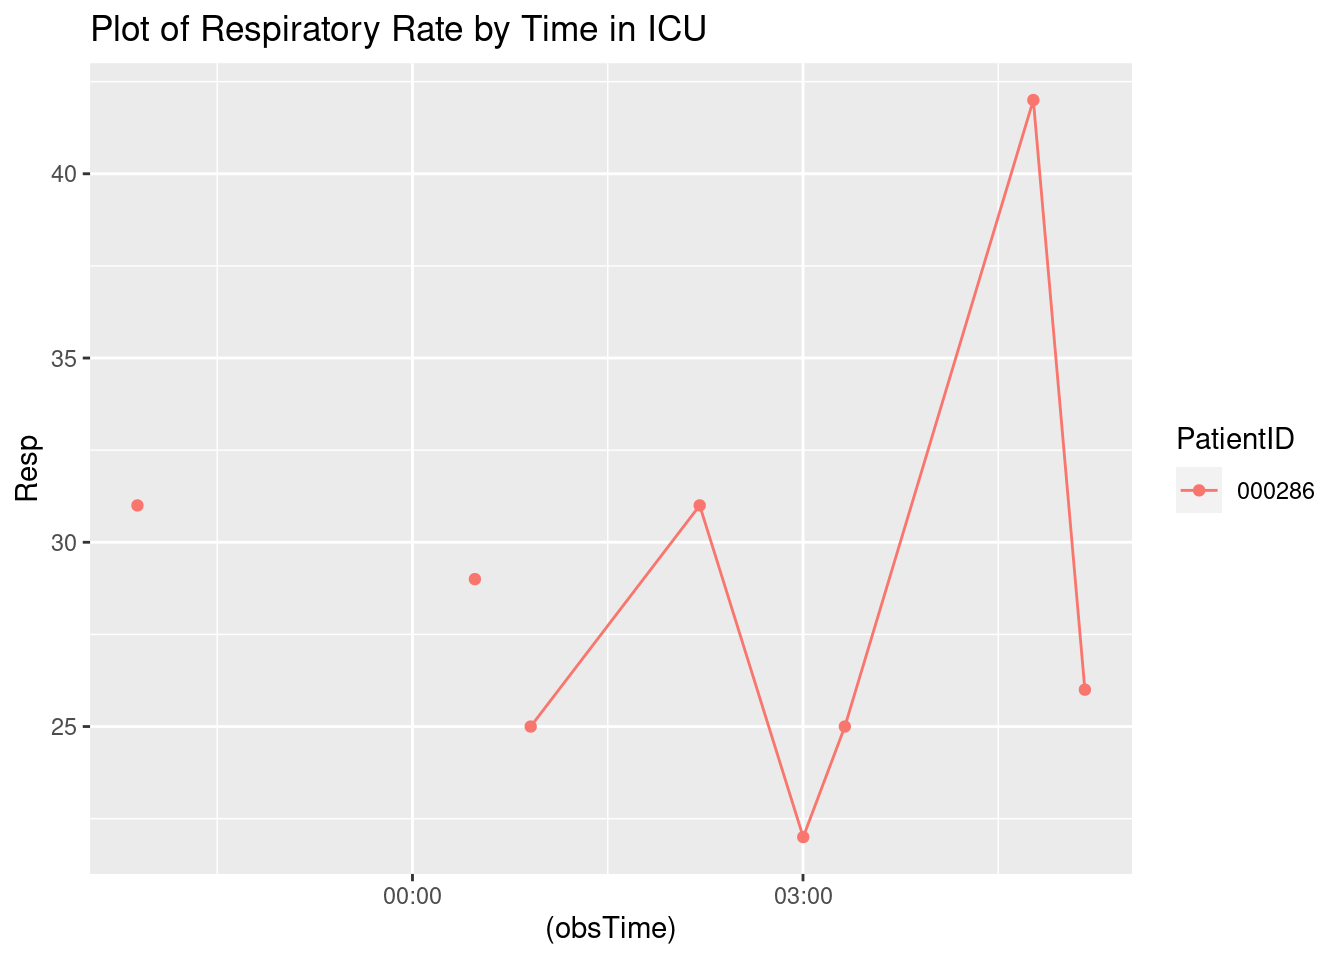 Plot of Respiratory Rate by Time in ICU
Resp
40
35
30
25
00:00 03:00
(obsTime)
PatientID
000286